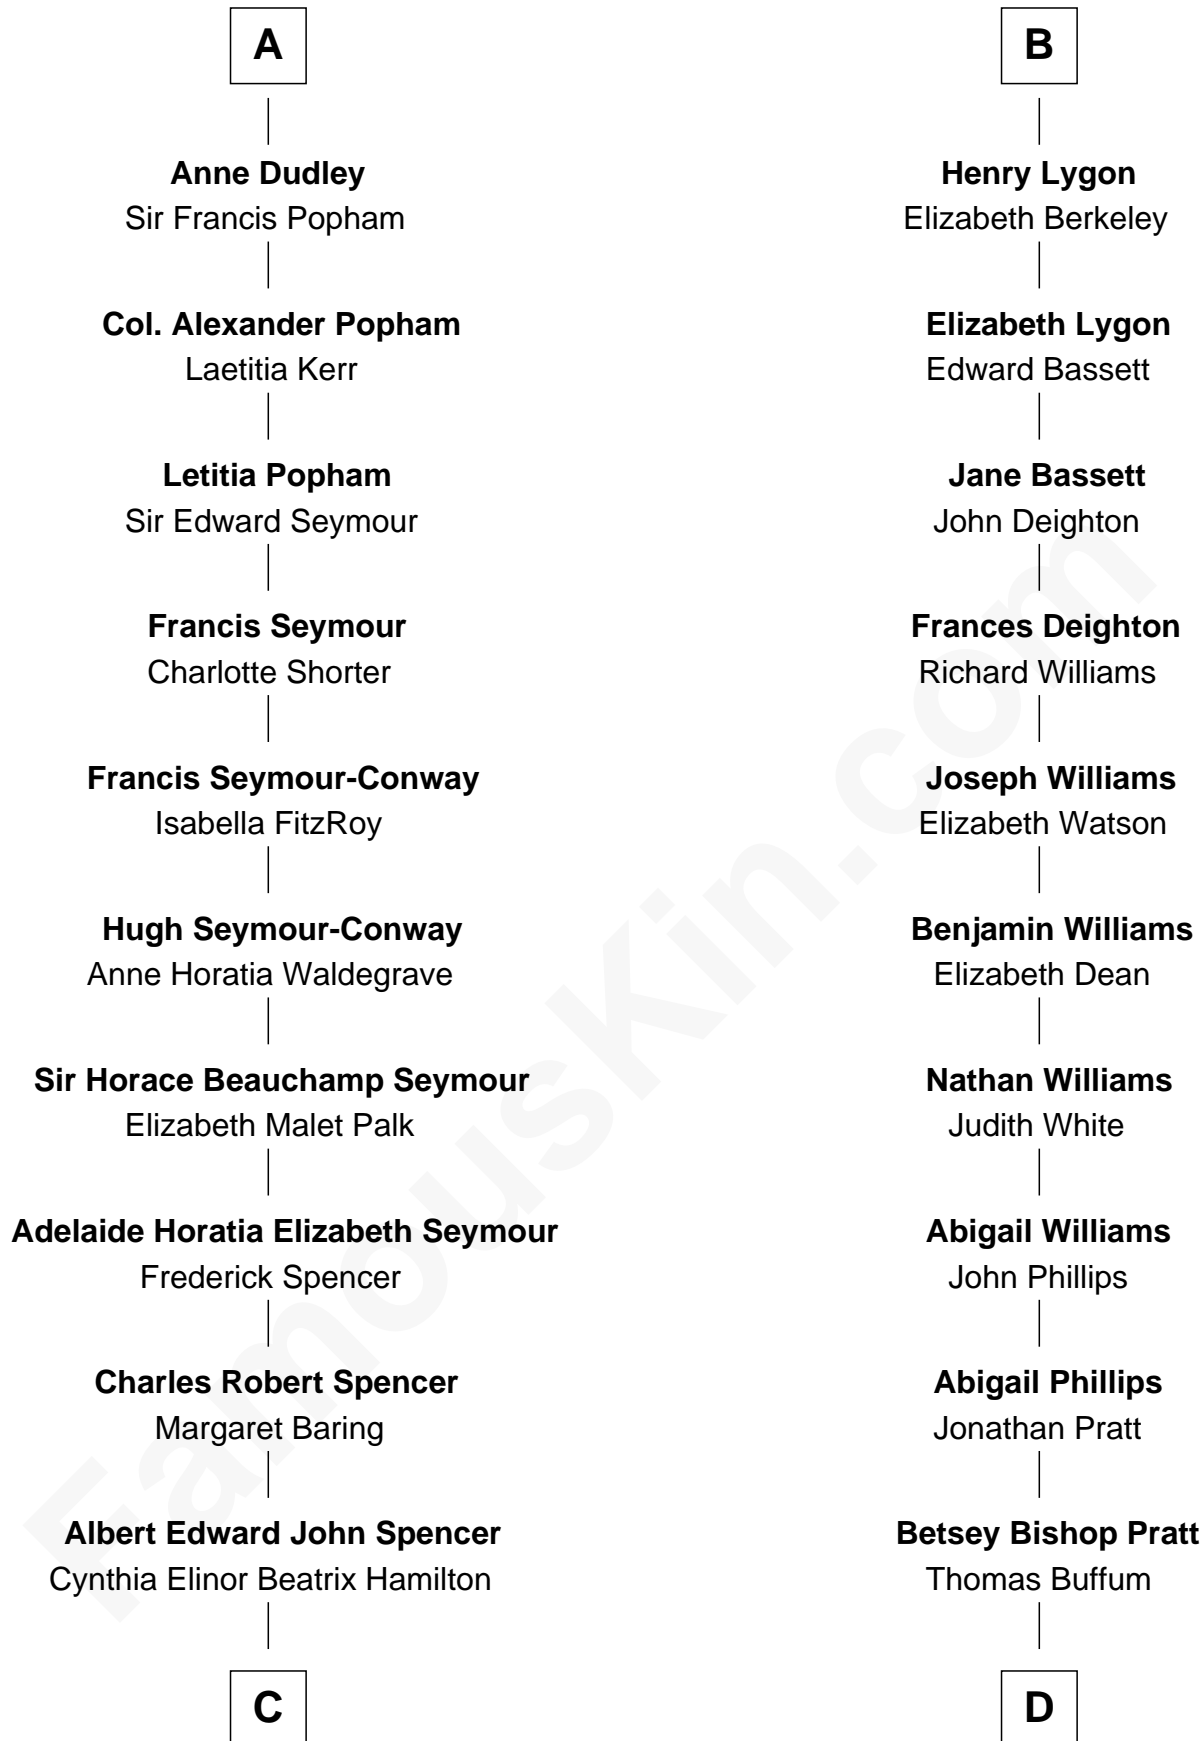 A
Anne Dudley
Sir Francis Popham
Col. Alexander Popham
Laetitia Kerr
Letitia Popham
Sir Edward Seymour
Francis Seymour
Charlotte Shorter
Francis Seymour-Conway
Isabella FitzRoy
Hugh Seymour-Conway
Anne Horatia Waldegrave
Sir Horace Beauchamp Seymour
Elizabeth Malet Palk
Adelaide Horatia Elizabeth Seymour
Frederick Spencer
Charles Robert Spencer
Margaret Baring
Albert Edward John Spencer
Cynthia Elinor Beatrix Hamilton
C
B
Henry Lygon
Elizabeth Berkeley
Elizabeth Lygon
Edward Bassett
Jane Bassett
John Deighton
Frances Deighton
Richard Williams
Joseph Williams
Elizabeth Watson
Benjamin Williams
Elizabeth Dean
Nathan Williams
Judith White
Abigail Williams
John Phillips
Abigail Phillips
Jonathan Pratt
Betsey Bishop Pratt
Thomas Buffum
D
FamousKin.com